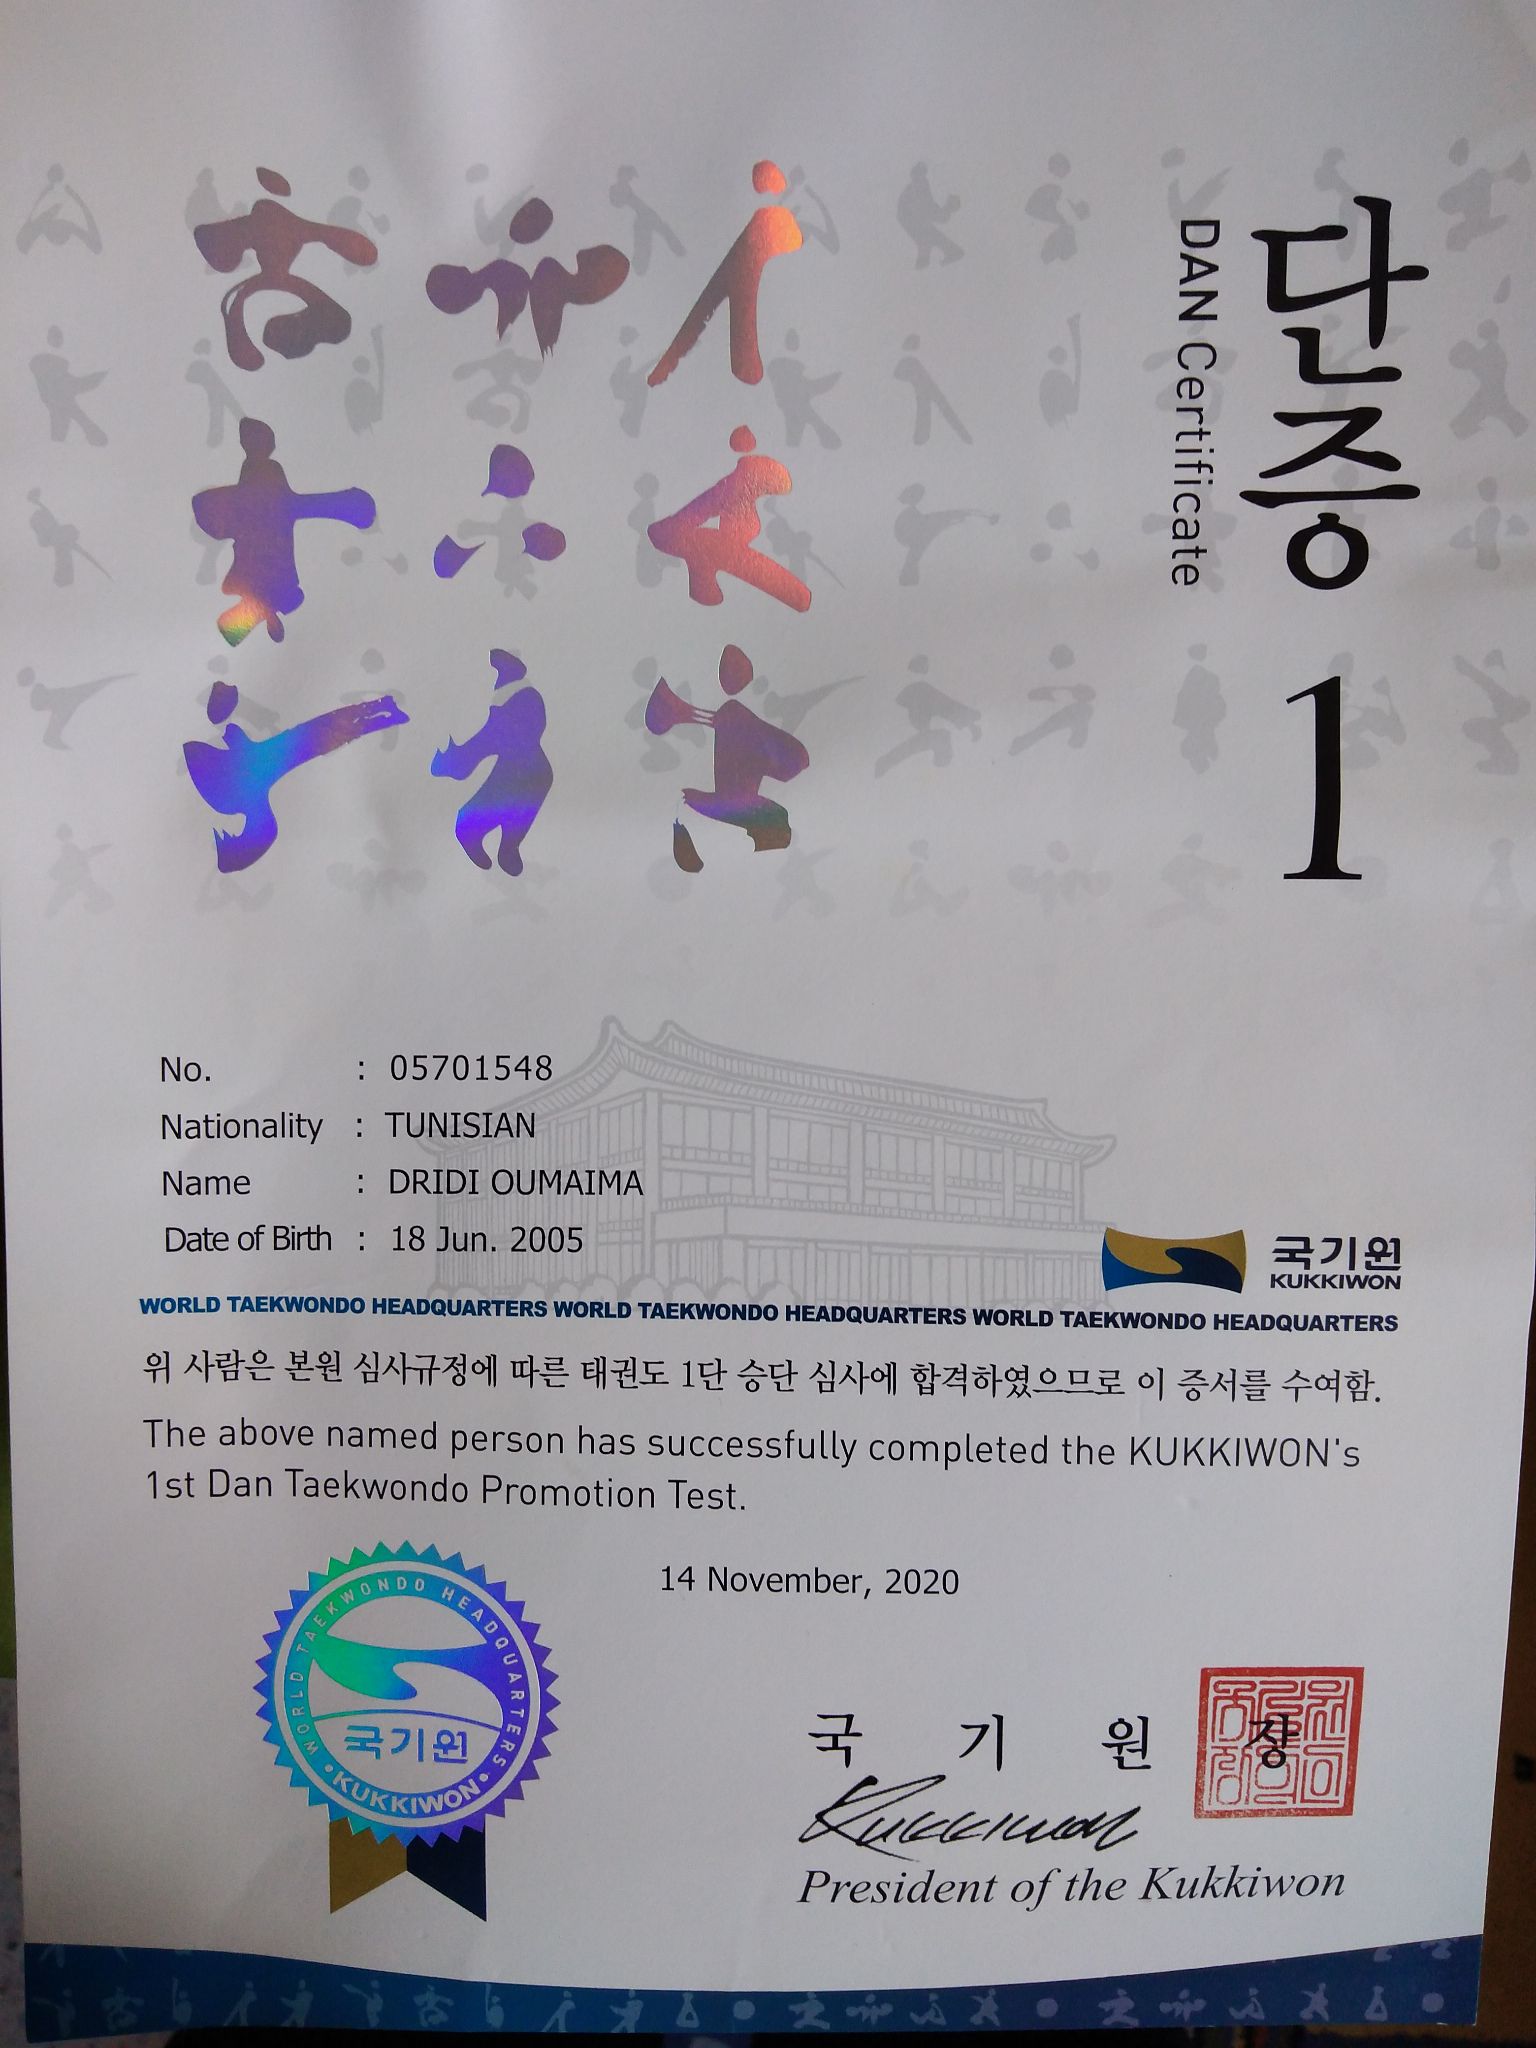 단증 1
DAN Certificate
No. : 05701548
Nationality : TUNISIAN
Name : DRIDI OUMAIMA
Date of Birth : 18 Jun. 2005
국기원
KUKKIWON
WORLD TAEKWONDO HEADQUARTERS WORLD TAEKWONDO HEADQUARTERS WORLD TAEKWONDO HEADQUARTERS
위 사람은 본원 심사규정에 따른 태권도 1단 승단 심사에 합격하였으므로 이 증서를 수여함.
The above named person has successfully completed the KUKKIWON's
1st Dan Taekwondo Promotion Test.
14 November, 2020
WORLD TAEKWONDO HEADQUARTERS
국기원
KUKKIWON
국 기 원 장
Kukkiwon
President of the Kukkiwon